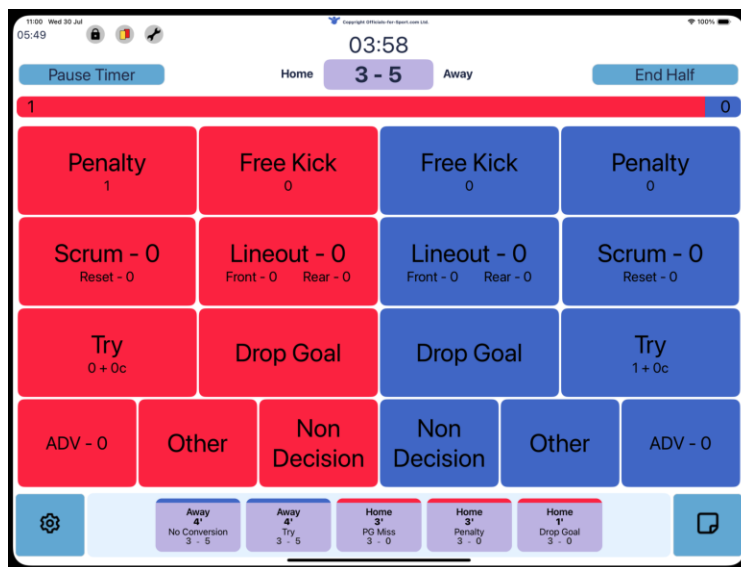 11:00 Wed 30 Jul
Copyright Officials-for-Sport.com Ltd.
100%
05:49
03:58
Pause Timer
Home
3 - 5
Away
End Half
1
0
Penalty
1
Free Kick
0
Free Kick
0
Penalty
0
Scrum - 0
Reset - 0
Lineout - 0
Front - 0 Rear - 0
Lineout - 0
Front - 0 Rear - 0
Scrum - 0
Reset - 0
Try
0 + 0c
Drop Goal
Drop Goal
Try
1 + 0c
ADV - 0
Other
Non
Decision
Non
Decision
Other
ADV - 0
Away
4'
No Conversion
3 - 5
Away
4'
Try
3 - 5
Home
3'
PG Miss
3 - 0
Home
3'
Penalty
3 - 0
Home
1'
Drop Goal
3 - 0